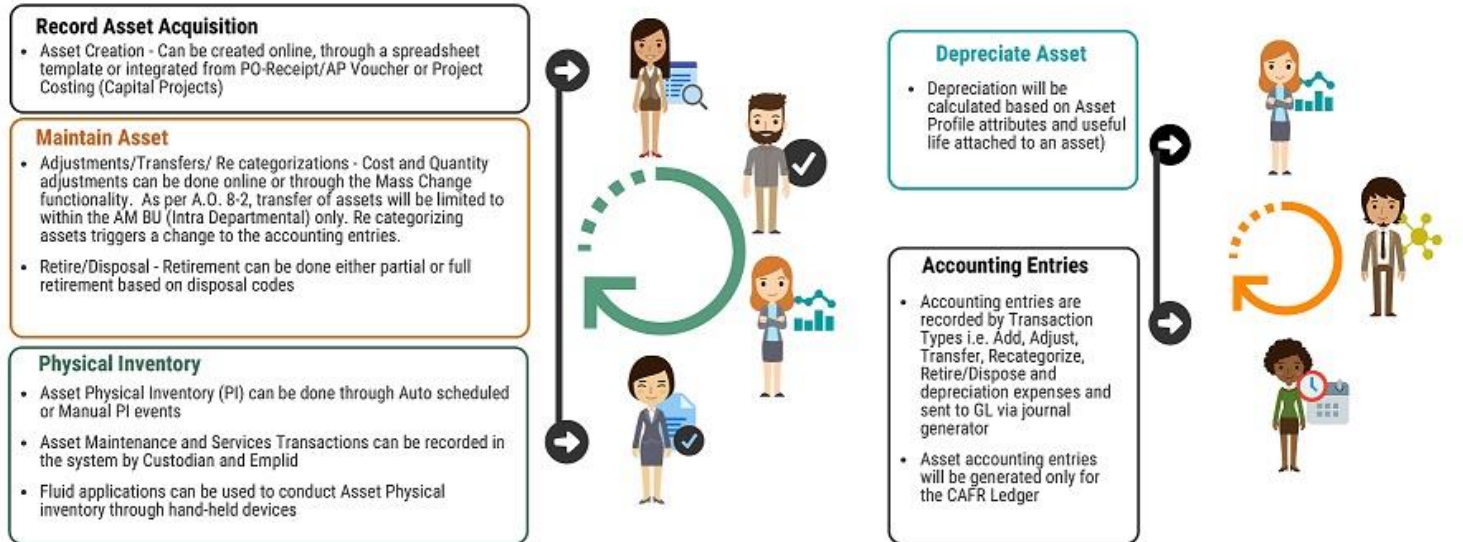 Record Asset Acquisition
• Asset Creation - Can be created online, through a spreadsheet
template or integrated from PO-Receipt/AP Voucher or Project
Costing (Capital Projects)
Maintain Asset
• Adjustments/Transfers/ Re categorizations - Cost and Quantity
adjustments can be done online or through the Mass Change
functionality. As per A.O. 8-2, transfer of assets will be limited to
within the AM BU (Intra Departmental) only. Re categorizing
assets triggers a change to the accounting entries.
• Retire/Disposal - Retirement can be done either partial or full
retirement based on disposal codes
Physical Inventory
• Asset Physical Inventory (PI) can be done through Auto scheduled
or Manual PI events
• Asset Maintenance and Services Transactions can be recorded in
the system by Custodian and Emplid
• Fluid applications can be used to conduct Asset Physical
inventory through hand-held devices
Depreciate Asset
• Depreciation will be
calculated based on Asset
Profile attributes and useful
life attached to an asset)
Accounting Entries
• Accounting entries are
recorded by Transaction
Types i.e. Add, Adjust,
Transfer, Recategorize,
Retire/Dispose and
depreciation expenses and
sent to GL via journal
generator
• Asset accounting entries
will be generated only for
the CAFR Ledger